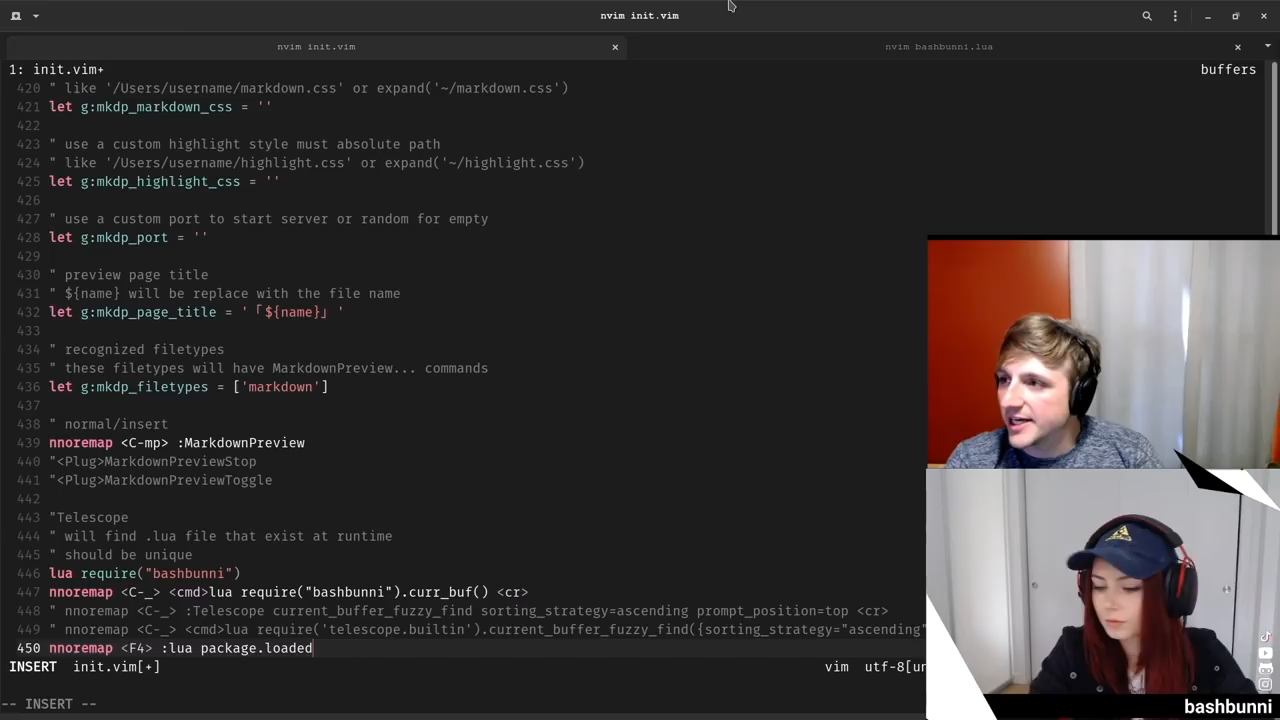 nvim init.vim
nvim init.vim
nvim bashbunni.lua
1: init.vim+
buffers
420 " like '/Users/username/markdown.css' or expand('~/markdown.css')
421 let g:mkdp_markdown_css = ''
422
423 " use a custom highlight style must absolute path
424 " like '/Users/username/highlight.css' or expand('~/highlight.css')
425 let g:mkdp_highlight_css = ''
426
427 " use a custom port to start server or random for empty
428 let g:mkdp_port = ''
429
430 " preview page title
431 " ${name} will be replace with the file name
432 let g:mkdp_page_title = '「${name}」'
433
434 " recognized filetypes
435 " these filetypes will have MarkdownPreview... commands
436 let g:mkdp_filetypes = ['markdown']
437
438 " normal/insert
439 nnoremap <C-mp> :MarkdownPreview
440 "<Plug>MarkdownPreviewStop
441 "<Plug>MarkdownPreviewToggle
442
443 "Telescope
444 " will find .lua file that exist at runtime
445 " should be unique
446 lua require("bashbunni")
447 nnoremap <C-_> <cmd>lua require("bashbunni").curr_buf() <cr>
448 " nnoremap <C-_> :Telescope current_buffer_fuzzy_find sorting_strategy=ascending prompt_position=top <cr>
449 " nnoremap <C-_> <cmd>lua require('telescope.builtin').current_buffer_fuzzy_find({sorting_strategy="ascending"
450 nnoremap <F4> :lua package.loaded
INSERT init.vim[+]
vim utf-8[un
-- INSERT --
bashbunni